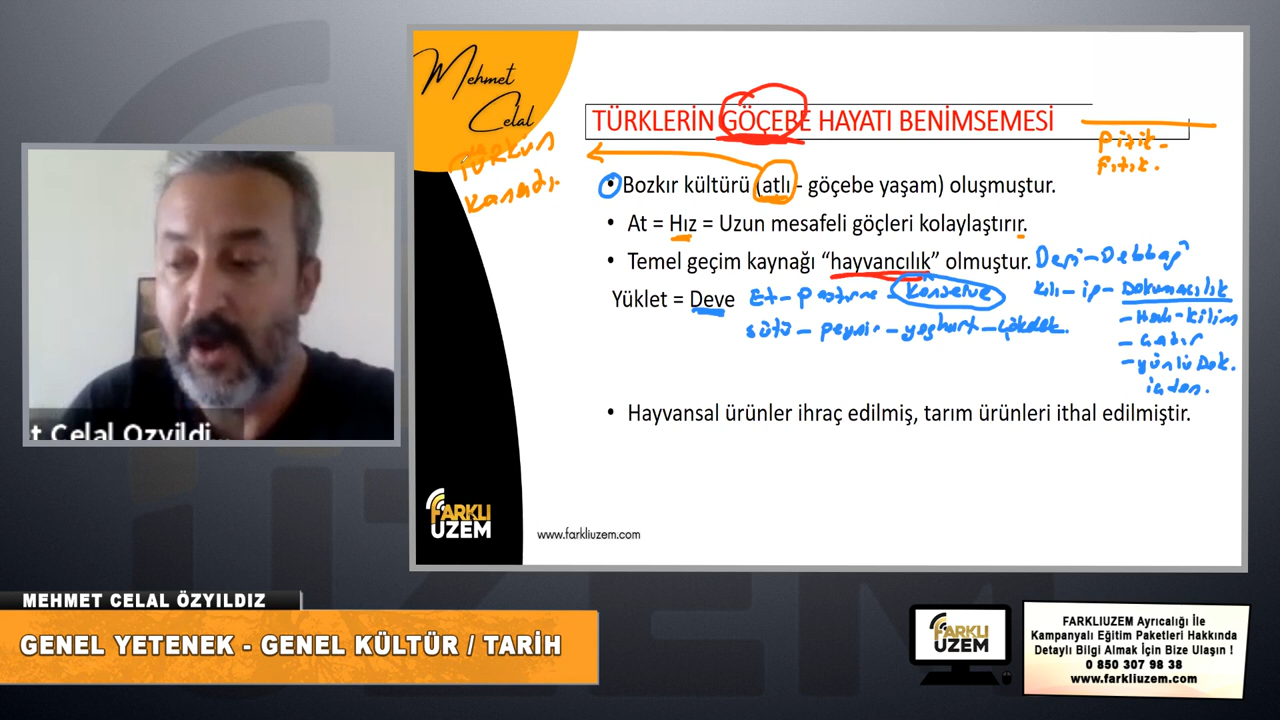 Mehmet
Celal
TÜRKLERİN GÖÇEBE HAYATI BENİMSEMESİ
Pitik-
Fıtık.
TÜRKÜN
kanadı.
• Bozkır kültürü (atlı - göçebe yaşam) oluşmuştur.
• At = Hız = Uzun mesafeli göçleri kolaylaştırır.
• Temel geçim kaynağı “hayvancılık” olmuştur.
Deri-Debbağ
Yüklet = Deve
Et - pastırma - konserve
Kılı - ip - Dokumacılık
sütü - peynir - yoghurt - çökelek.
- Halı-kilim
- Çadır
- yünlü Dok.
• Hayvansal ürünler ihraç edilmiş, tarım ürünleri ithal edilmiştir.
FARKLI
UZEM
www.farkliuzem.com
t Celal Ozyildi
MEHMET CELAL ÖZYILDIZ
GENEL YETENEK - GENEL KÜLTÜR / TARİH
FARKLI
UZEM
FARKLIUZEM Ayrıcalığı İle
Kampanyalı Eğitim Paketleri Hakkında
Detaylı Bilgi Almak İçin Bize Ulaşın !
0 850 307 98 38
www.farkliuzem.com